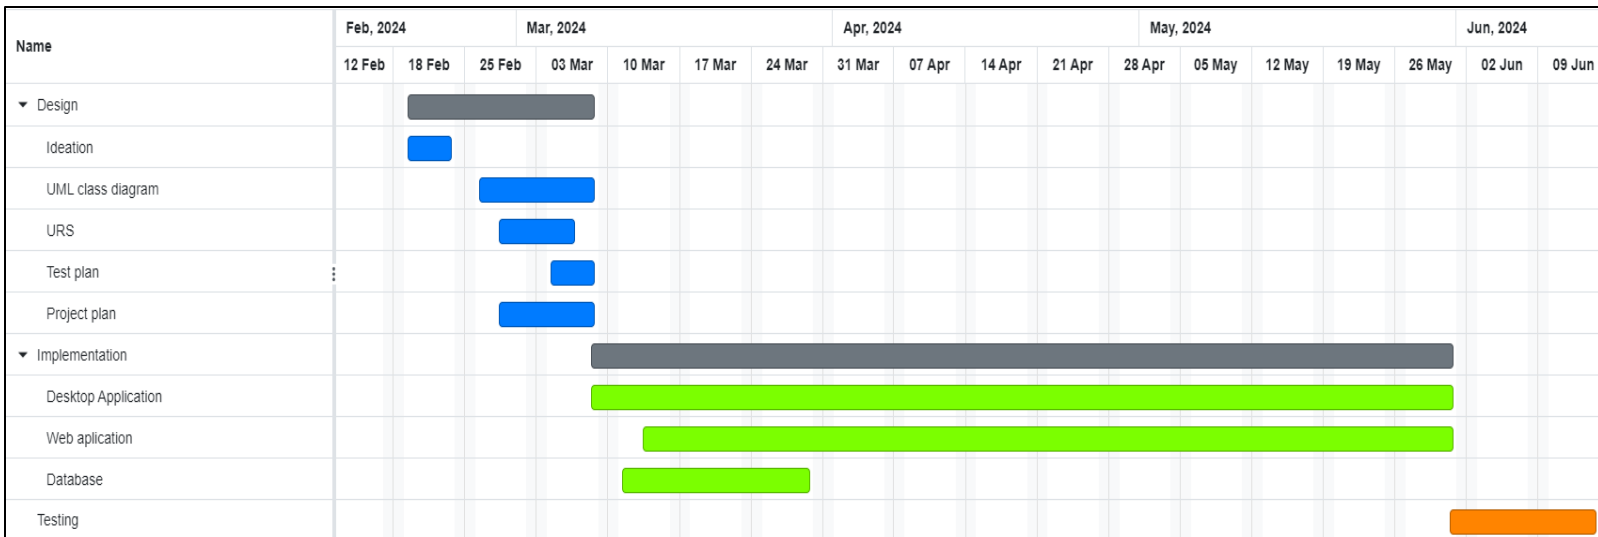 Name
Feb, 2024 Mar, 2024 Apr, 2024 May, 2024 Jun, 2024
12 Feb 18 Feb 25 Feb 03 Mar 10 Mar 17 Mar 24 Mar 31 Mar 07 Apr 14 Apr 21 Apr 28 Apr 05 May 12 May 19 May 26 May 02 Jun 09 Jun
Design
Ideation
UML class diagram
URS
Test plan
Project plan
Implementation
Desktop Application
Web aplication
Database
Testing